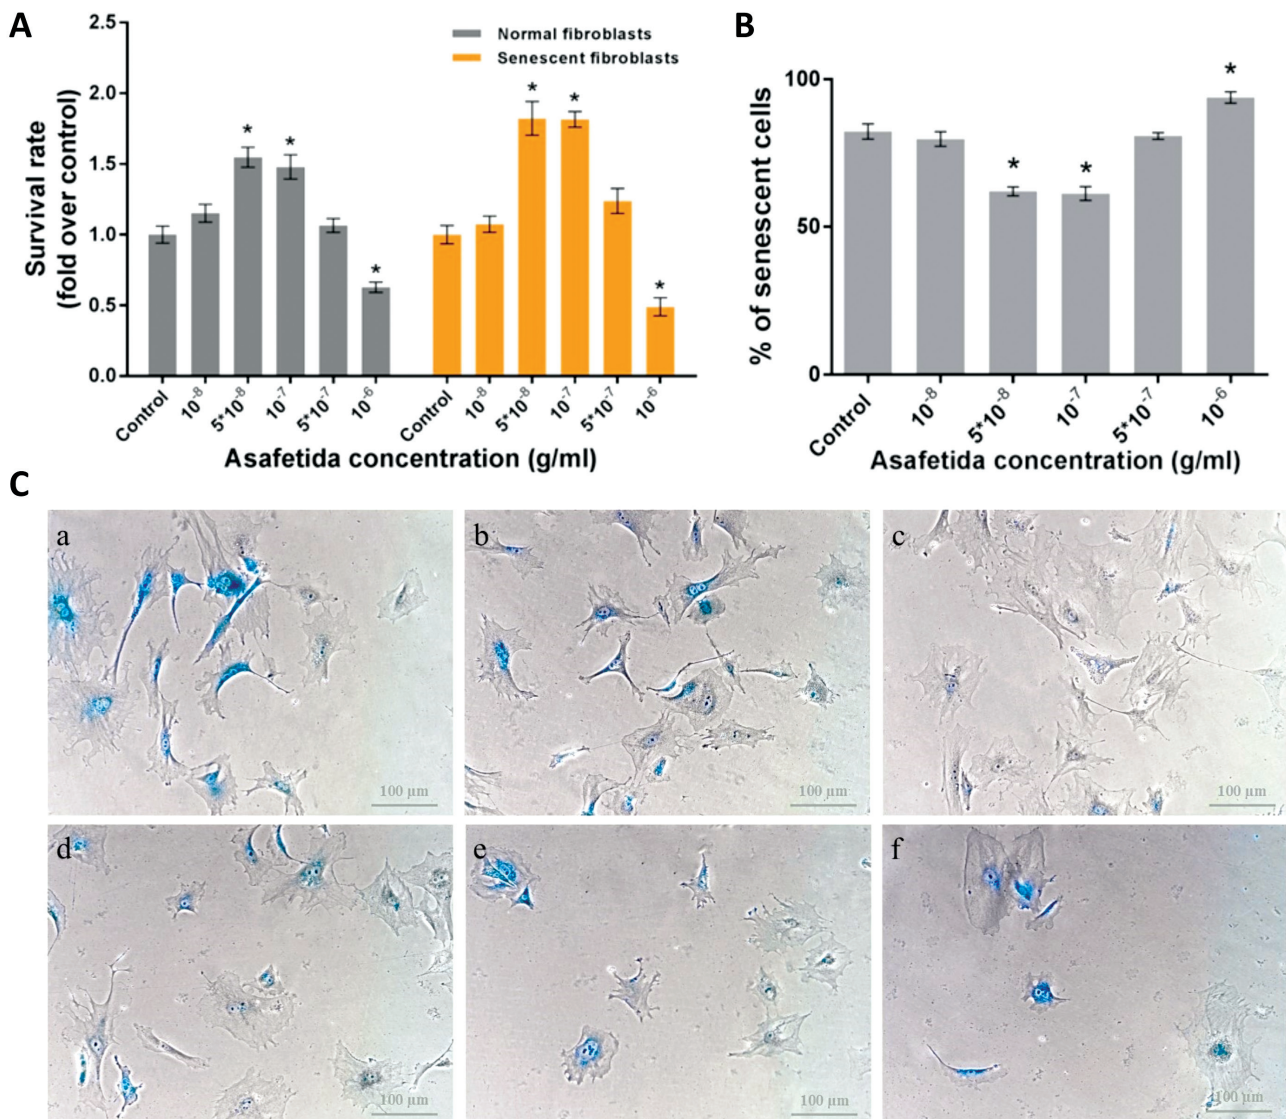 A
2.5
2.0
1.5
1.0
0.5
0.0
Survival rate
(fold over control)
Normal fibroblasts
Senescent fibroblasts
* * * * * *
Control 10⁻⁸ 5*10⁻⁸ 10⁻⁷ 5*10⁻⁷ 10⁻⁶ Control 10⁻⁸ 5*10⁻⁸ 10⁻⁷ 5*10⁻⁷ 10⁻⁶
Asafetida concentration (g/ml)
B
100
50
0
% of senescent cells
* * *
Control 10⁻⁸ 5*10⁻⁸ 10⁻⁷ 5*10⁻⁷ 10⁻⁶
Asafetida concentration (g/ml)
C
a
100 µm
b
100 µm
c
100 µm
d
100 µm
e
100 µm
f
100 µm